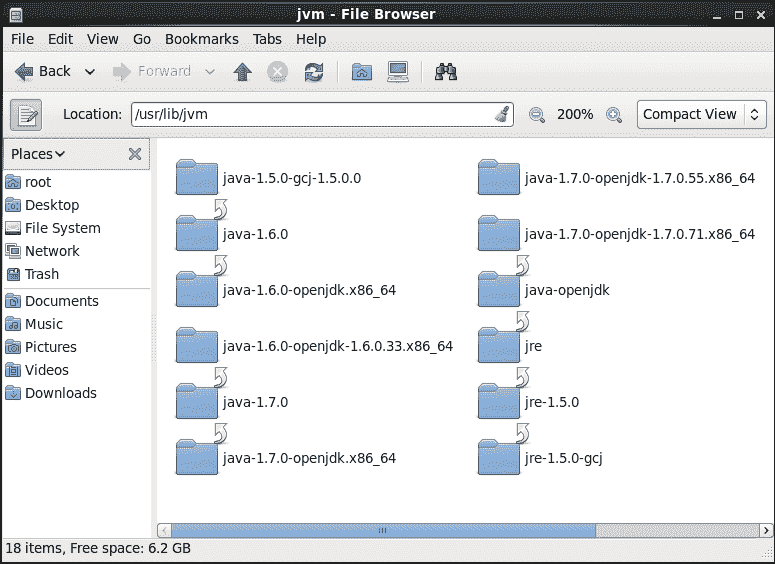 jvm - File Browser
File Edit View Go Bookmarks Tabs Help
Back Forward
Location: /usr/lib/jvm 200% Compact View
Places
root
Desktop
File System
Network
Trash
Documents
Music
Pictures
Videos
Downloads
java-1.5.0-gcj-1.5.0.0
java-1.6.0
java-1.6.0-openjdk.x86_64
java-1.6.0-openjdk-1.6.0.33.x86_64
java-1.7.0
java-1.7.0-openjdk.x86_64
java-1.7.0-openjdk-1.7.0.55.x86_64
java-1.7.0-openjdk-1.7.0.71.x86_64
java-openjdk
jre
jre-1.5.0
jre-1.5.0-gcj
18 items, Free space: 6.2 GB